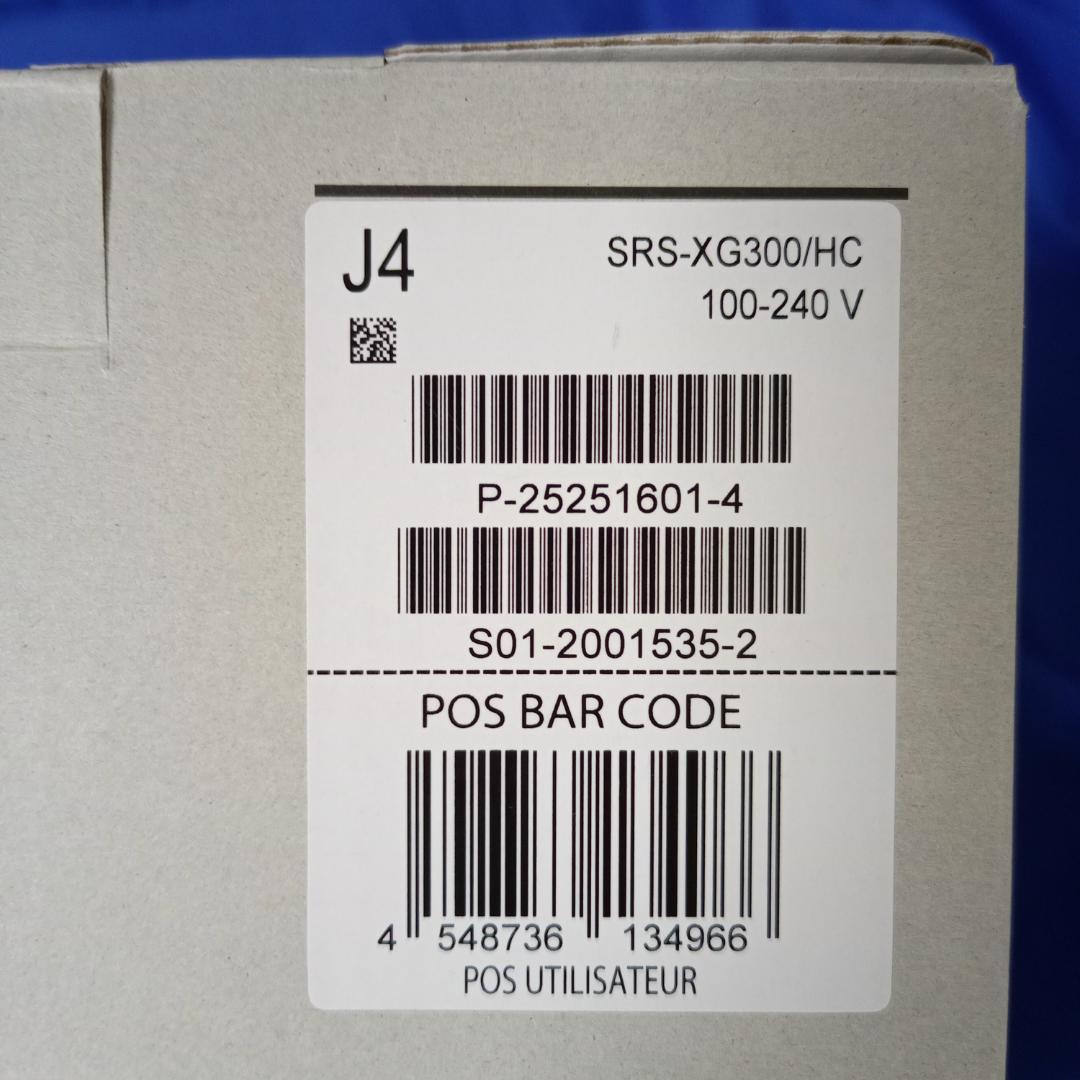 J4
SRS-XG300/HC
100-240 V
P-25251601-4
S01-2001535-2
POS BAR CODE
4 548736 134966
POS UTILISATEUR